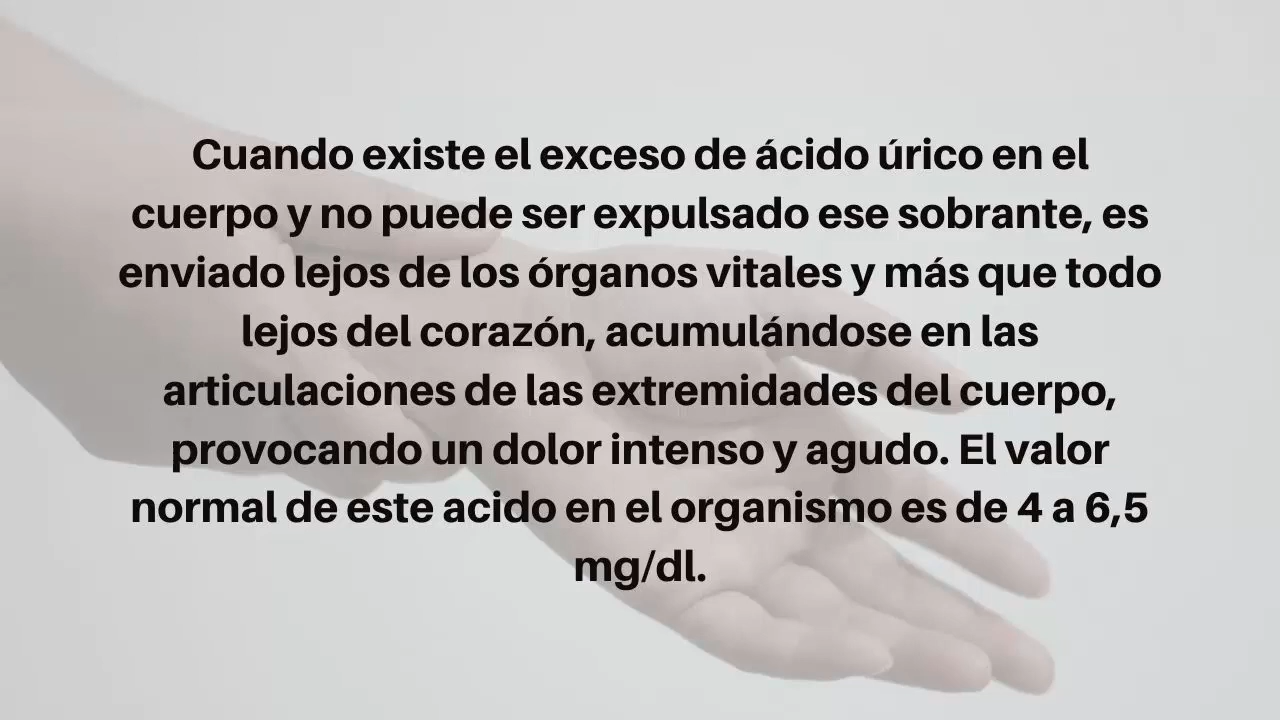 Cuando existe el exceso de ácido úrico en el
cuerpo y no puede ser expulsado ese sobrante, es
enviado lejos de los órganos vitales y más que todo
lejos del corazón, acumulándose en las
articulaciones de las extremidades del cuerpo,
provocando un dolor intenso y agudo. El valor
normal de este acido en el organismo es de 4 a 6,5
mg/dl.